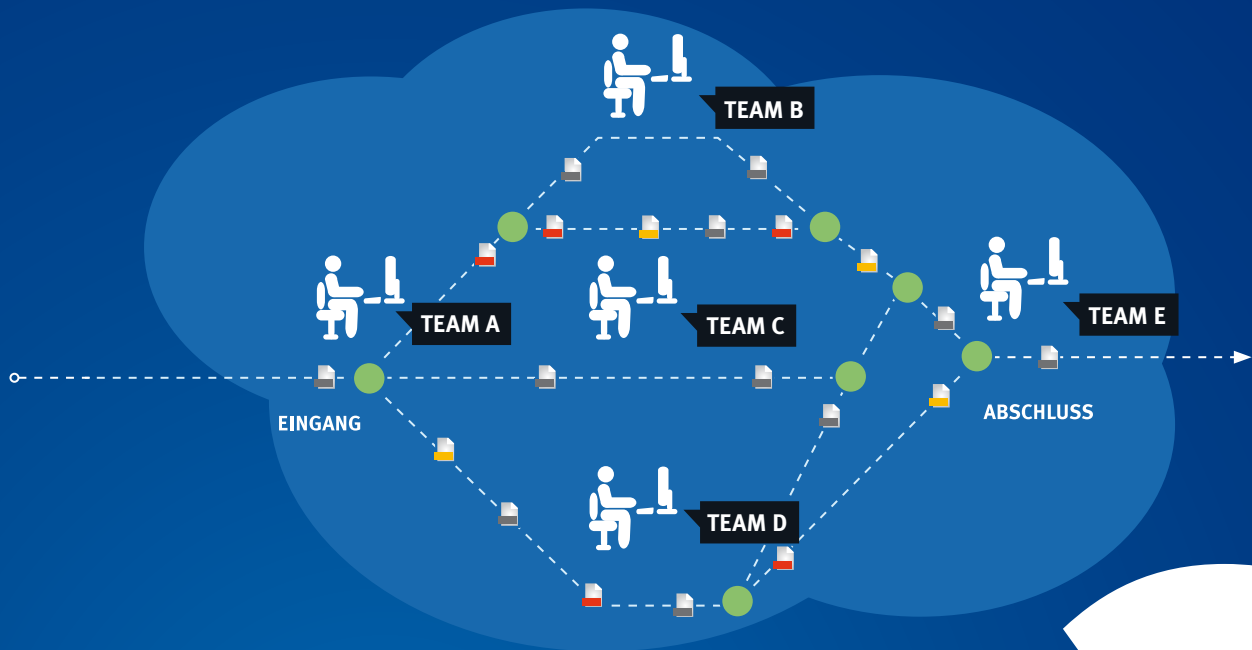 TEAM B
TEAM A
TEAM C
TEAM E
EINGANG
ABSCHLUSS
TEAM D